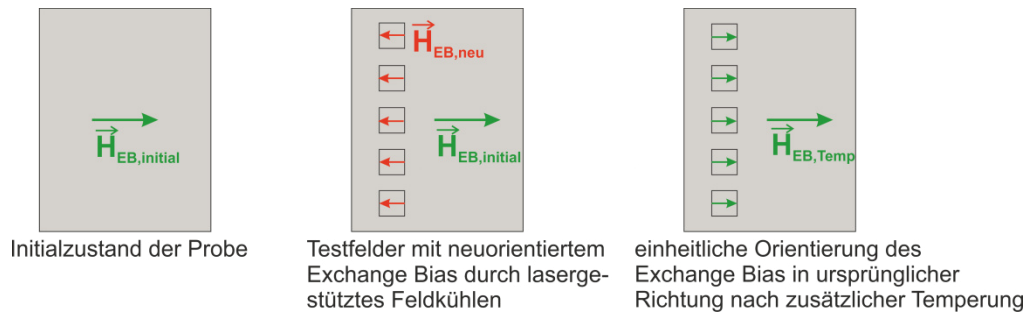 H EB,initial
Initialzustand der Probe
H EB,neu
H EB,initial
Testfelder mit neuorientiertem
Exchange Bias durch laserge-
stütztes Feldkühlen
H EB,Temp
einheitliche Orientierung des
Exchange Bias in ursprünglicher
Richtung nach zusätzlicher Temperung